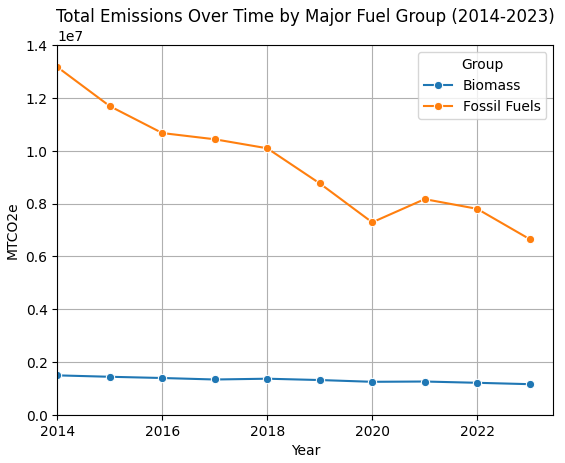 Total Emissions Over Time by Major Fuel Group (2014-2023)
1e7
1.4
1.2
1.0
0.8
0.6
0.4
0.2
0.0
MTCO2e
Group
Biomass
Fossil Fuels
2014 2016 2018 2020 2022
Year